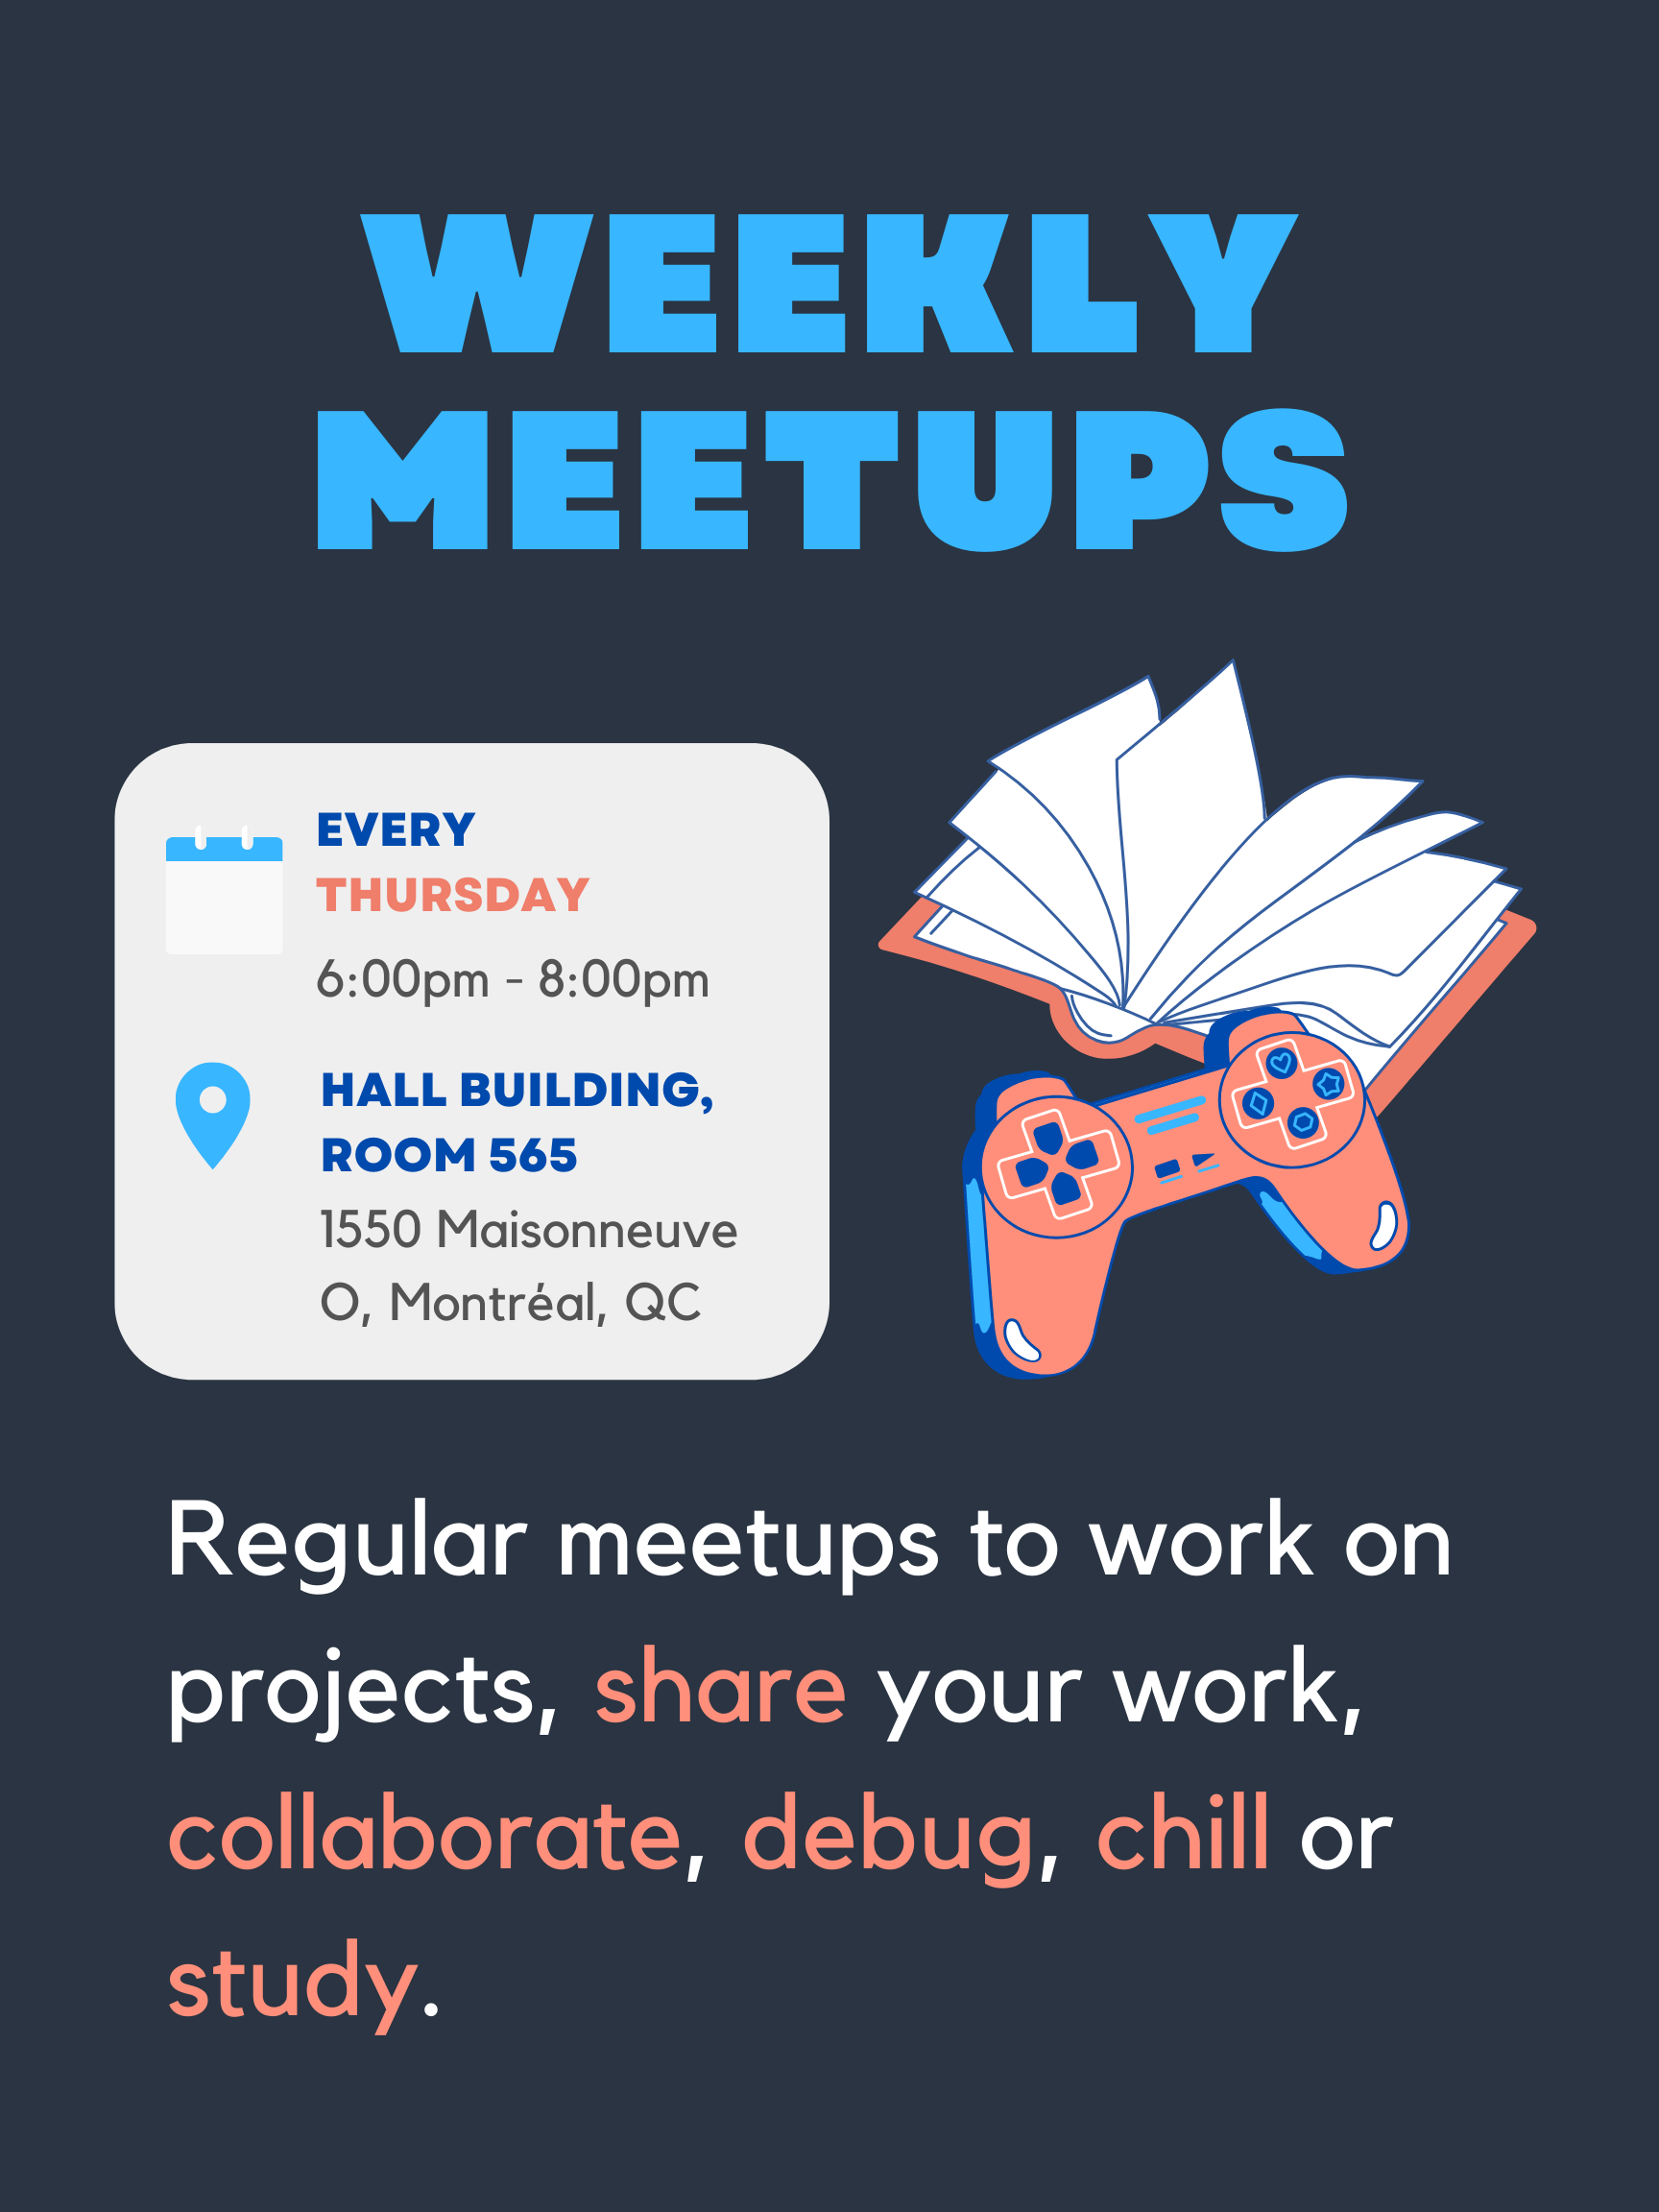 WEEKLY
MEETUPS
EVERY
THURSDAY
6:00pm - 8:00pm
HALL BUILDING,
ROOM 565
1550 Maisonneuve
O, Montréal, QC
Regular meetups to work on
projects, share your work,
collaborate, debug, chill or
study.